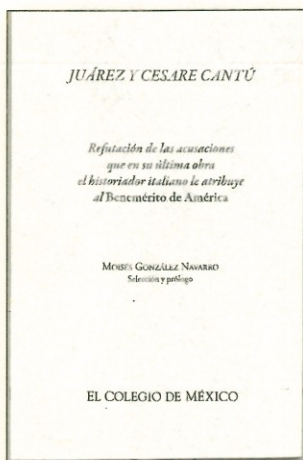 JUÁREZ Y CESARE CANTÚ
Refutación de las acusaciones
que en su última obra
el historiador italiano le atribuye
al Benemérito de América
MOISÉS GONZÁLEZ NAVARRO
Selección y prólogo
EL COLEGIO DE MÉXICO